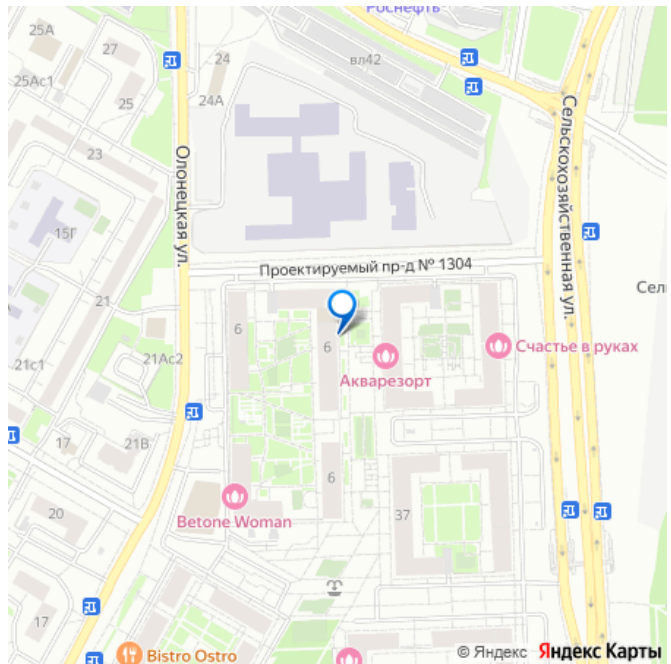 Роснефть
25А
24
вл42
27
25Ас1
24А
25
23
Олонецкая ул.
Сельскохозяйственная ул.
15Г
Проектируемый пр-д № 1304
21
Сел
6
6
Счастье в руках
21Ас2
21с1
Акварезорт
17
21В
6
Betone Woman
37
20
17
Bistro Ostro
© Яндекс Яндекс Карты